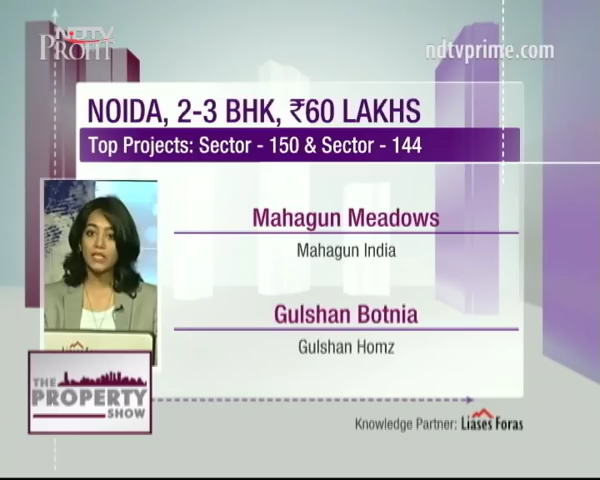 NDTV
PROFIT
ndtvprime.com
NOIDA, 2-3 BHK, ₹60 LAKHS
Top Projects: Sector - 150 & Sector - 144
Mahagun Meadows
Mahagun India
Gulshan Botnia
Gulshan Homz
THE
PROPERTY
SHOW
Knowledge Partner: Liases Foras